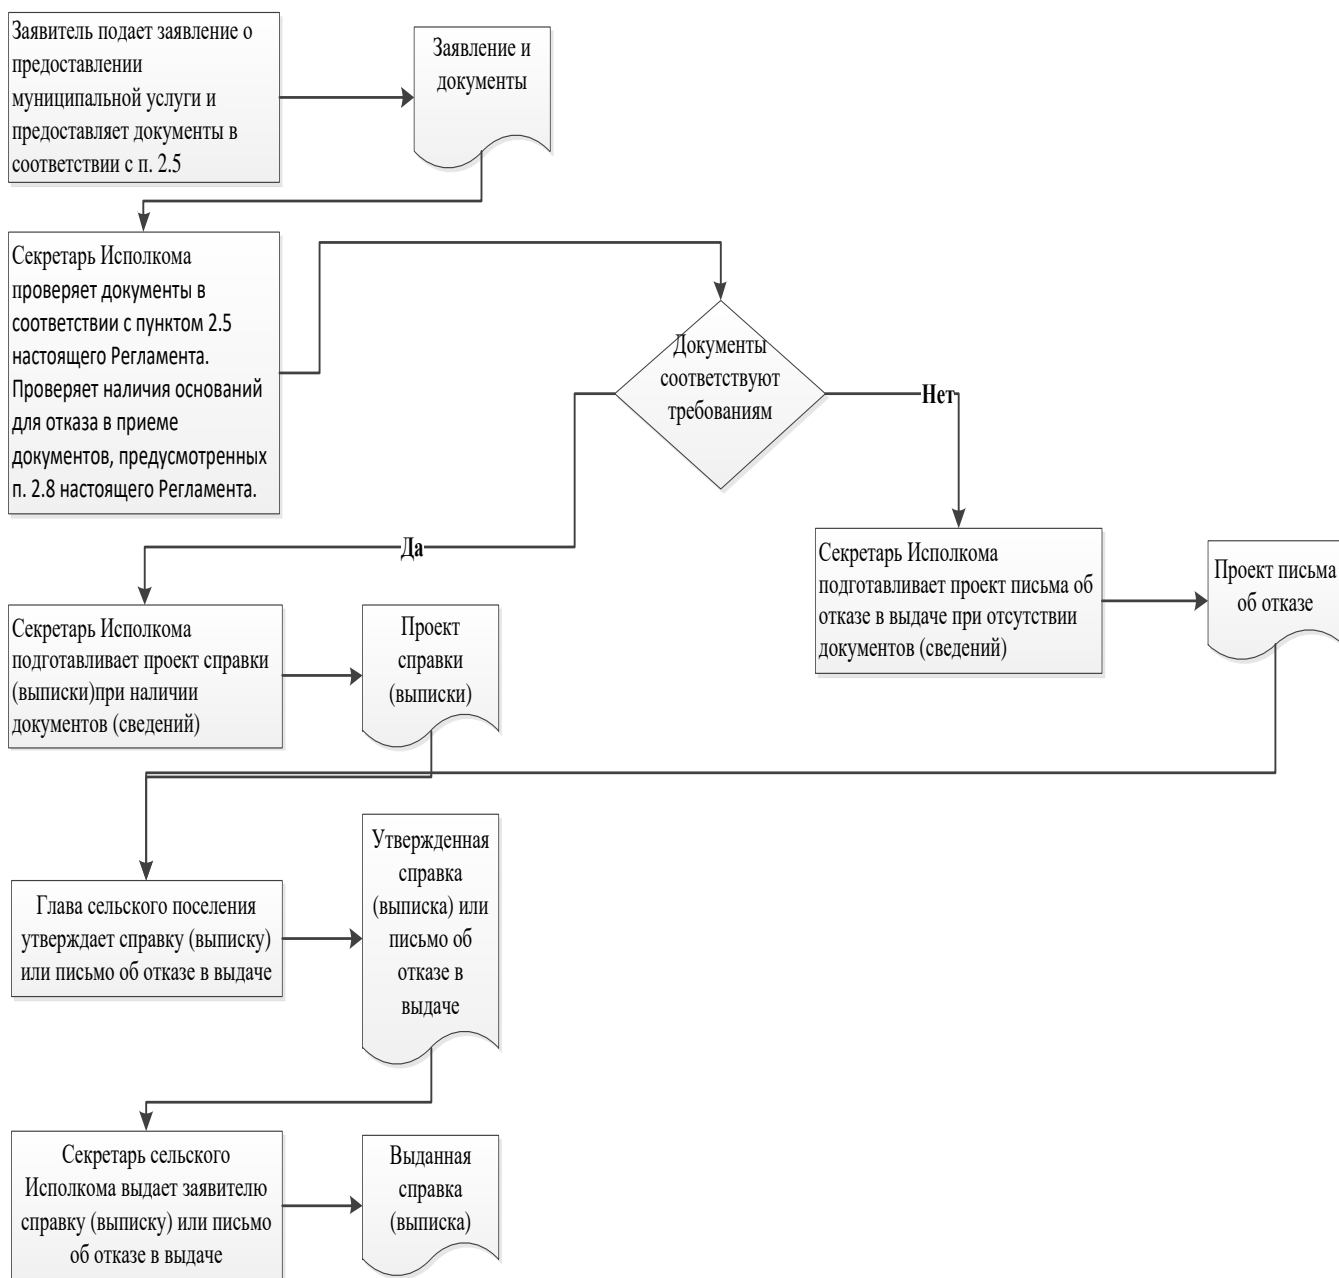 Заявитель подает заявление о
предоставлении
муниципальной услуги и
предоставляет документы в
соответствии с п. 2.5
Заявление и
документы
Секретарь Исполкома
проверяет документы в
соответствии с пунктом 2.5
настоящего Регламента.
Проверяет наличия оснований
для отказа в приеме
документов, предусмотренных
п. 2.8 настоящего Регламента.
Документы
соответствуют
требованиям
Нет
Да
Секретарь Исполкома
подготавливает проект письма об
отказе в выдаче при отсутствии
документов (сведений)
Проект письма
об отказе
Секретарь Исполкома
подготавливает проект справки
(выписки)при наличии
документов (сведений)
Проект
справки
(выписки)
Глава сельского поселения
утверждает справку (выписку)
или письмо об отказе в выдаче
Утвержденная
справка
(выписка) или
письмо об
отказе в
выдаче
Секретарь сельского
Исполкома выдает заявителю
справку (выписку) или письмо
об отказе в выдаче
Выданная
справка
(выписка)